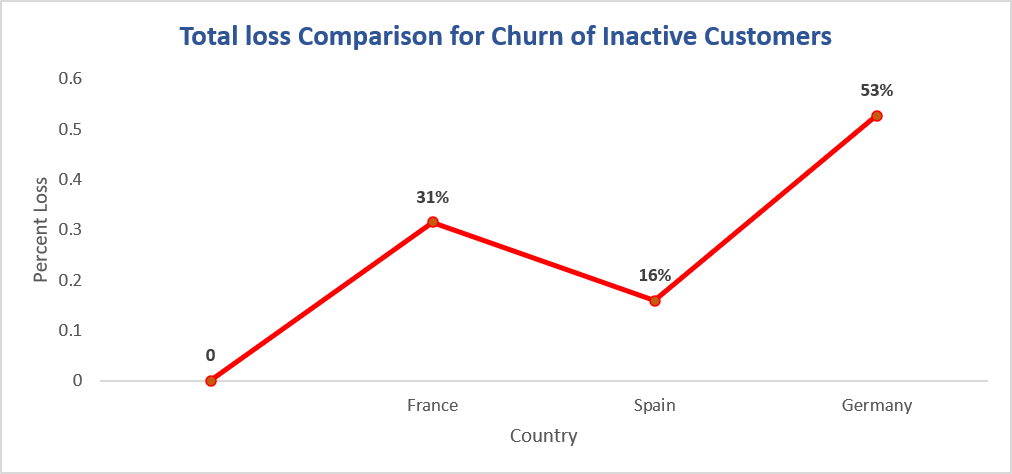 Total loss Comparison for Churn of Inactive Customers
0.6
0.5
0.4
0.3
0.2
0.1
0
Percent Loss
0
31%
16%
53%
France
Spain
Germany
Country